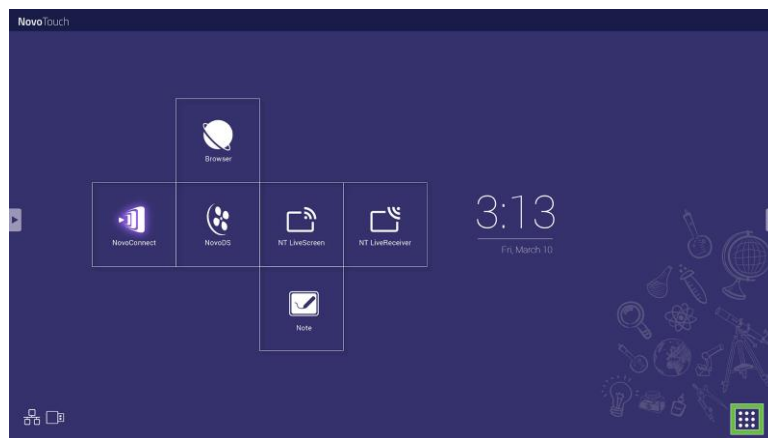 NovoTouch
Browser
NovoConnect
NovoDS
NT LiveScreen
NT LiveReceiver
3:13
Fri, March 10
Note